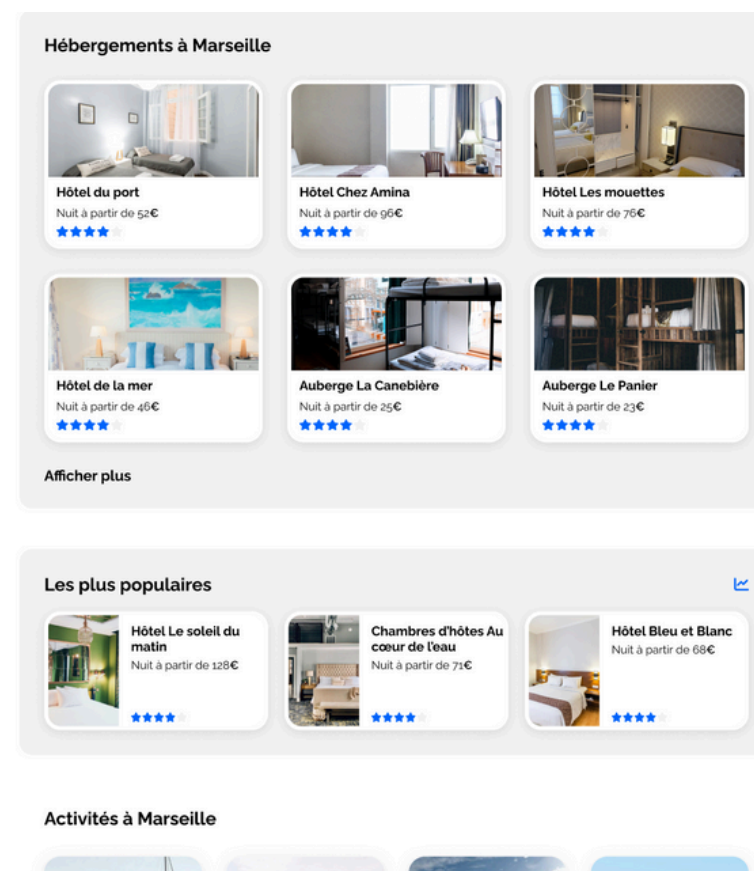 Hébergements à Marseille
Hôtel du port
Nuit à partir de 52€
Hôtel Chez Amina
Nuit à partir de 96€
Hôtel Les mouettes
Nuit à partir de 76€
Hôtel de la mer
Nuit à partir de 46€
Auberge La Canebière
Nuit à partir de 25€
Auberge Le Panier
Nuit à partir de 23€
Afficher plus
Les plus populaires
Hôtel Le soleil du
matin
Nuit à partir de 128€
Chambres d'hôtes Au
cœur de l'eau
Nuit à partir de 71€
Hôtel Bleu et Blanc
Nuit à partir de 68€
Activités à Marseille